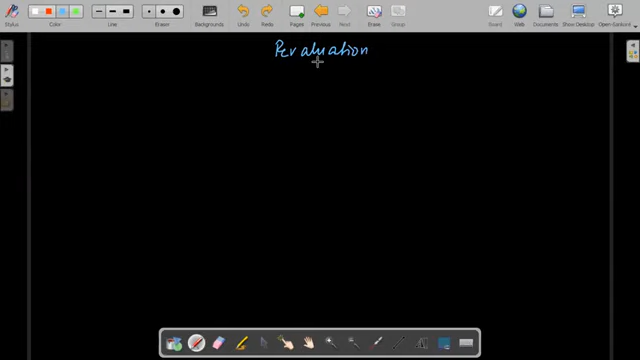 Stylus
Color
Line
Eraser
Backgrounds
Undo
Redo
Pages
Previous
Next
Erase
Group
Board
Web
Documents
Show Desktop
Open-Sankoré